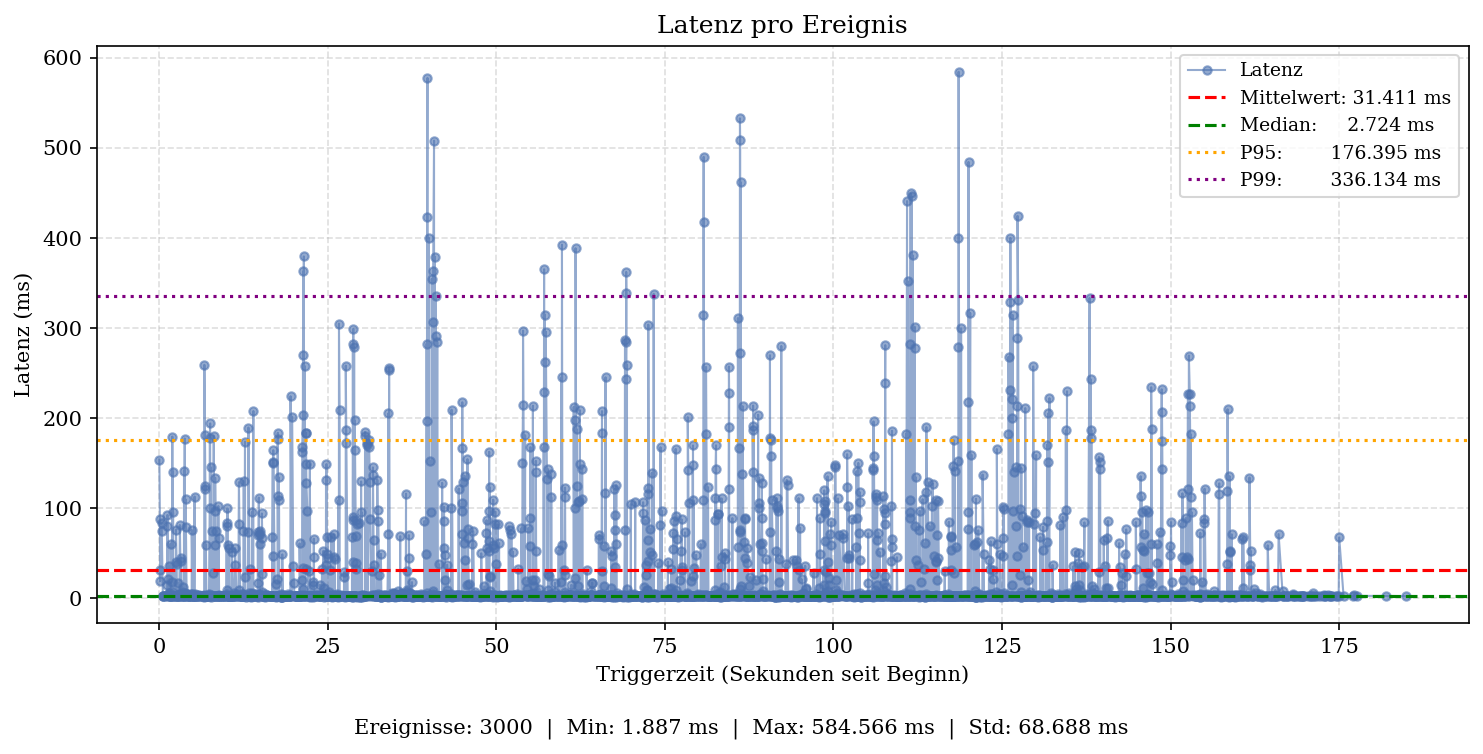 Latenz pro Ereignis
600
500
400
300
200
100
0
Latenz (ms)
Latenz
Mittelwert: 31.411 ms
Median: 2.724 ms
P95: 176.395 ms
P99: 336.134 ms
0 25 50 75 100 125 150 175
Triggerzeit (Sekunden seit Beginn)
Ereignisse: 3000 | Min: 1.887 ms | Max: 584.566 ms | Std: 68.688 ms